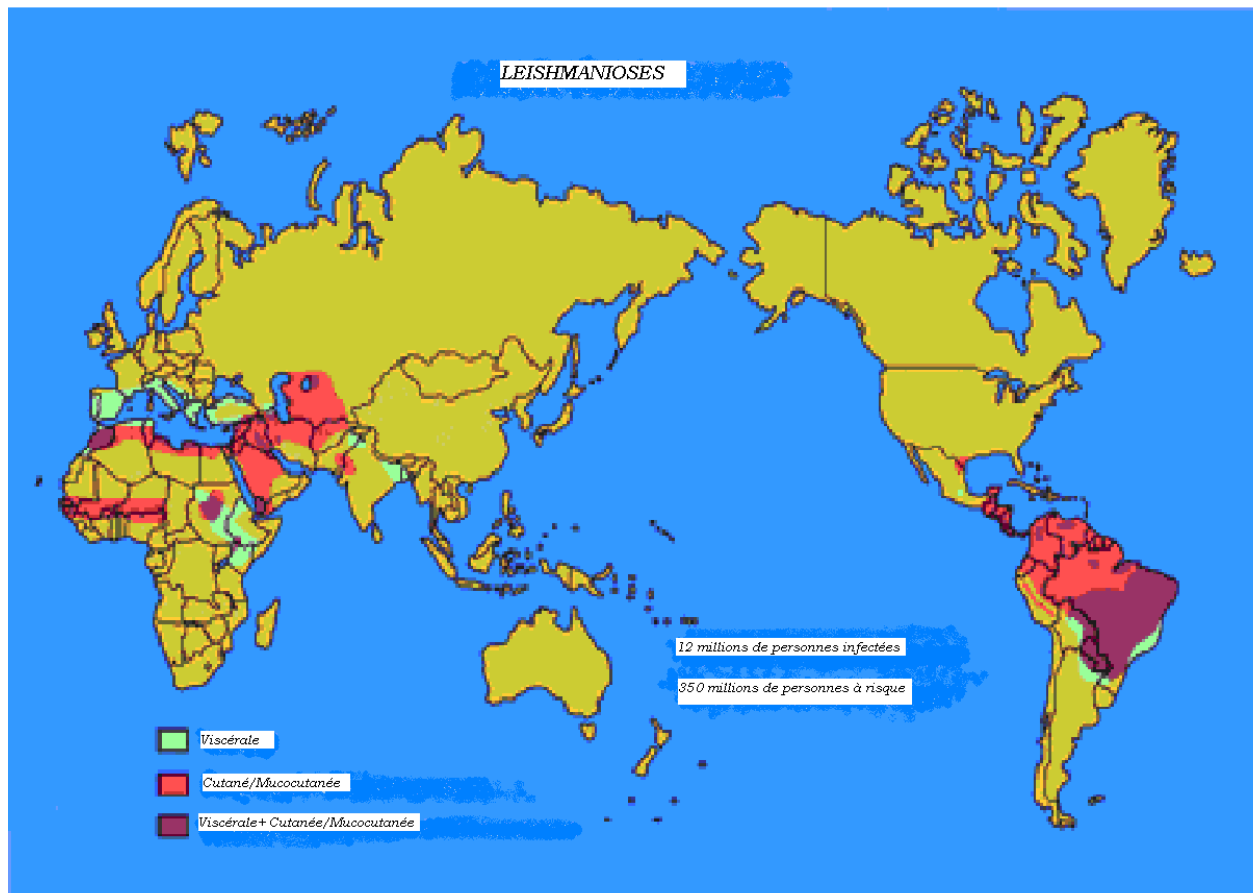 LEISHMANIOSES
12 millions de personnes infectées
350 millions de personnes à risque
Viscérale
Cutané/Mucocutanée
Viscérale+ Cutanée/Mucocutanée